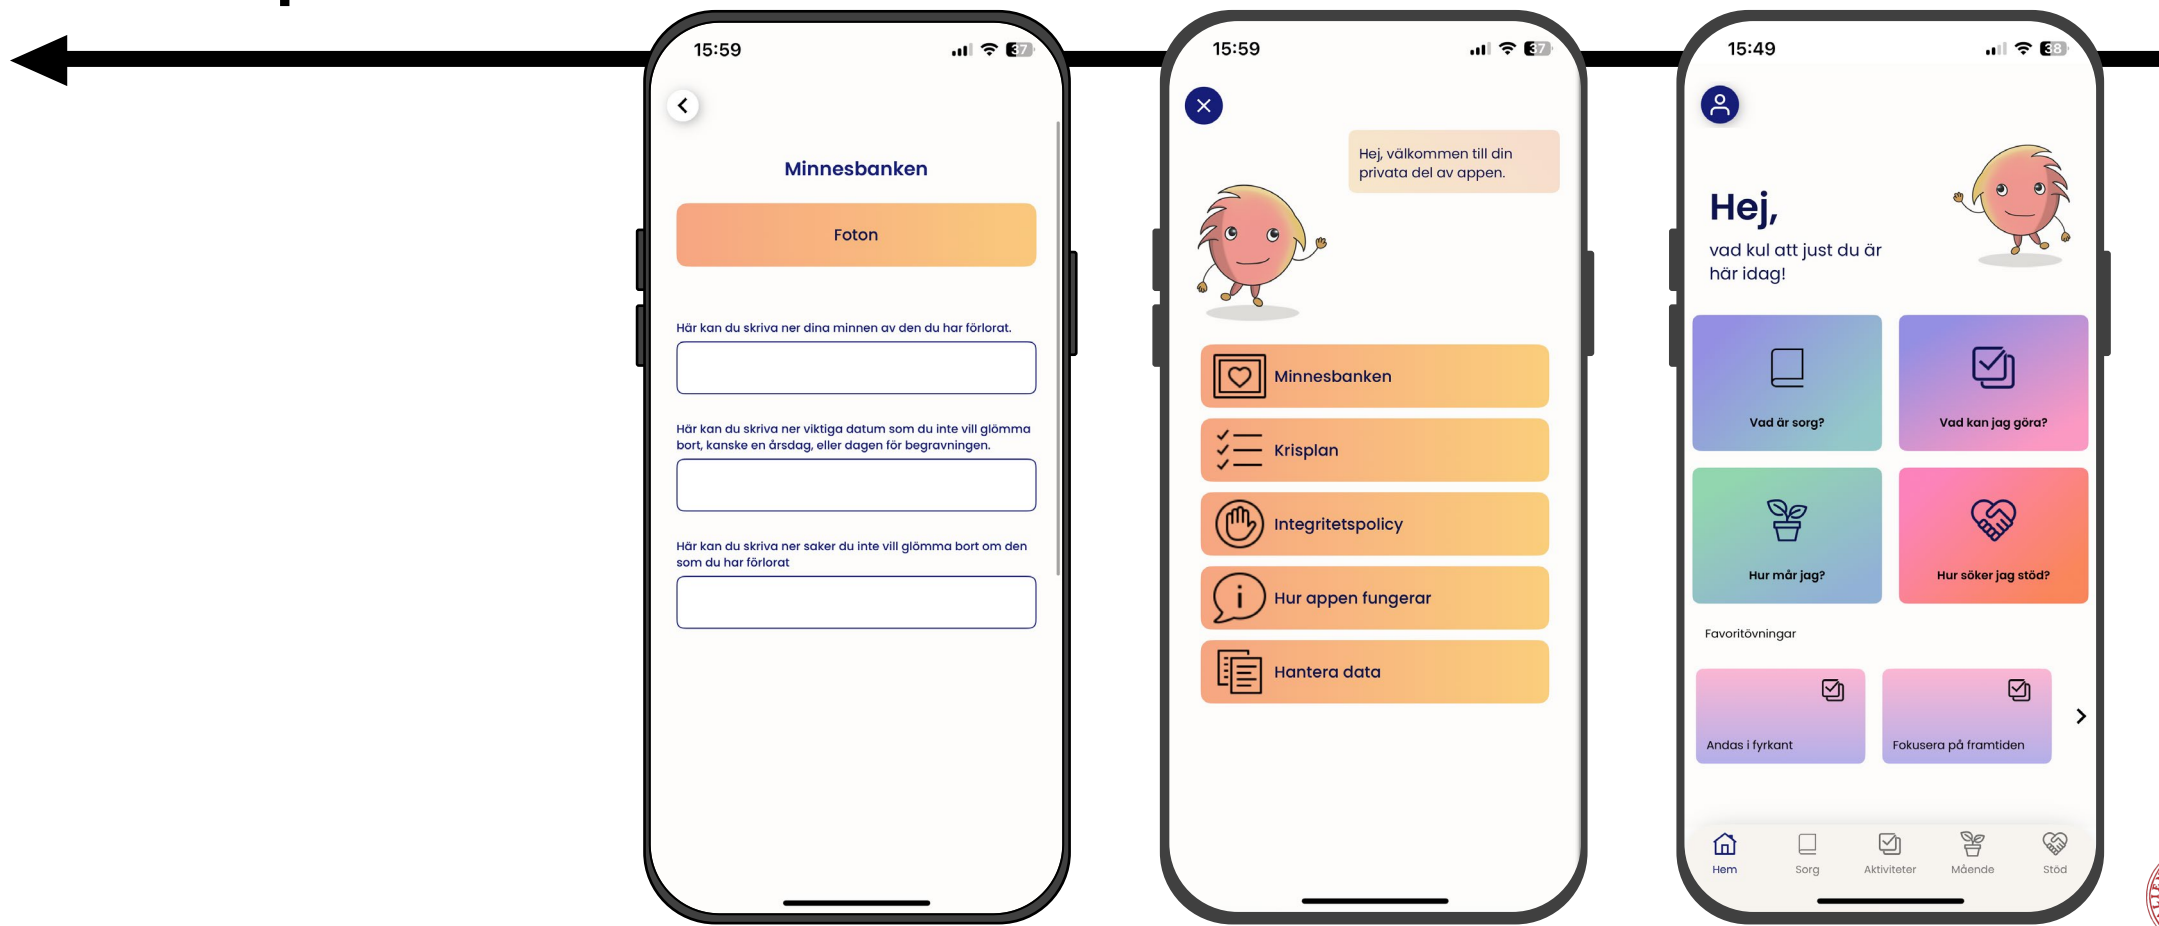 15:59
37
Minnesbanken
Foton
Här kan du skriva ner dina minnen av den du har förlorat.
Här kan du skriva ner viktiga datum som du inte vill glömma
bort, kanske en årsdag, eller dagen för begravningen.
Här kan du skriva ner saker du inte vill glömma bort om den
som du har förlorat
15:59
37
Hej, välkommen till din
privata del av appen.
Minnesbanken
Krisplan
Integritetspolicy
Hur appen fungerar
Hantera data
15:49
38
Hej,
vad kul att just du är
här idag!
Vad är sorg?
Vad kan jag göra?
Hur mår jag?
Hur söker jag stöd?
Favoritövningar
Andas i fyrkant
Fokusera på framtiden
Hem
Sorg
Aktiviteter
Mående
Stöd